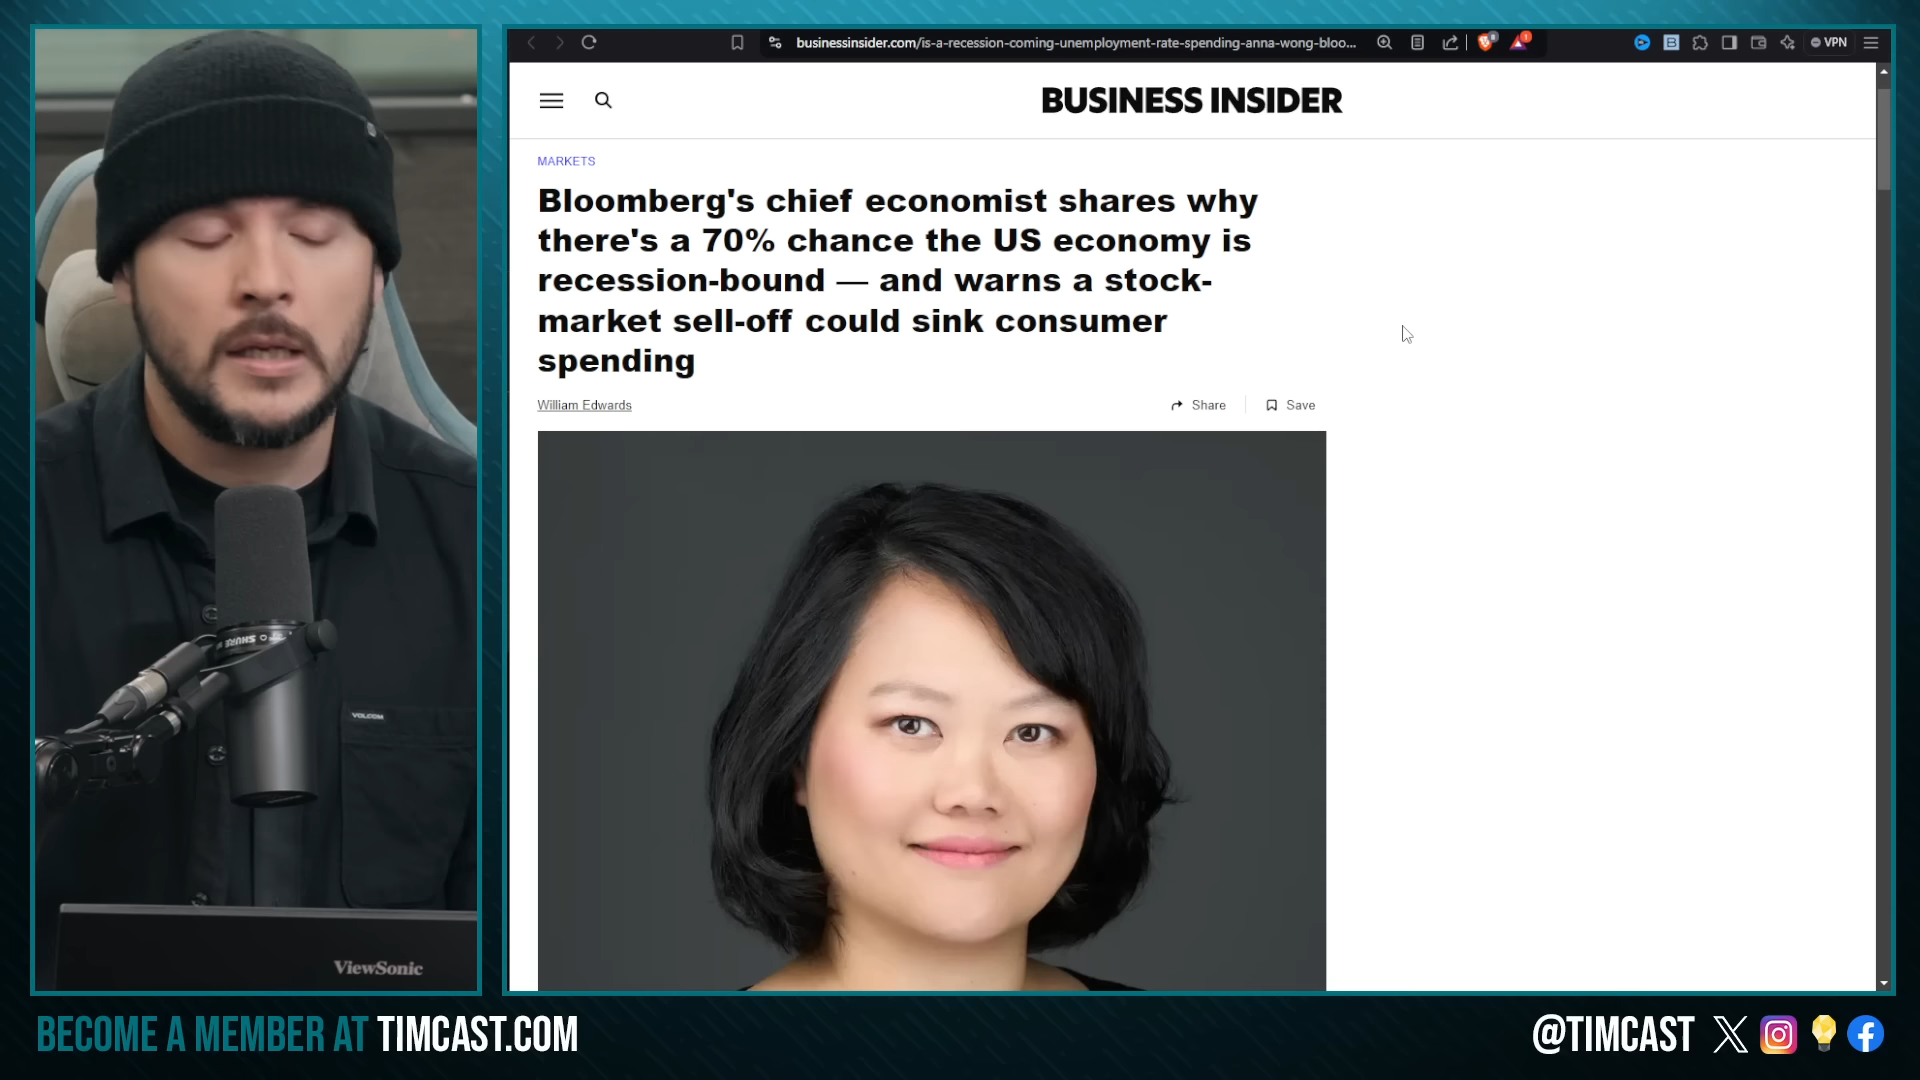 businessinsider.com/is-a-recession-coming-unemployment-rate-spending-anna-wong-bloo...
VPN
BUSINESS INSIDER
MARKETS
Bloomberg's chief economist shares why
there's a 70% chance the US economy is
recession-bound — and warns a stock-
market sell-off could sink consumer
spending
William Edwards
Share
Save
SHURE
VOLCOM
ViewSonic
BECOME A MEMBER AT TIMCAST.COM
@TIMCAST